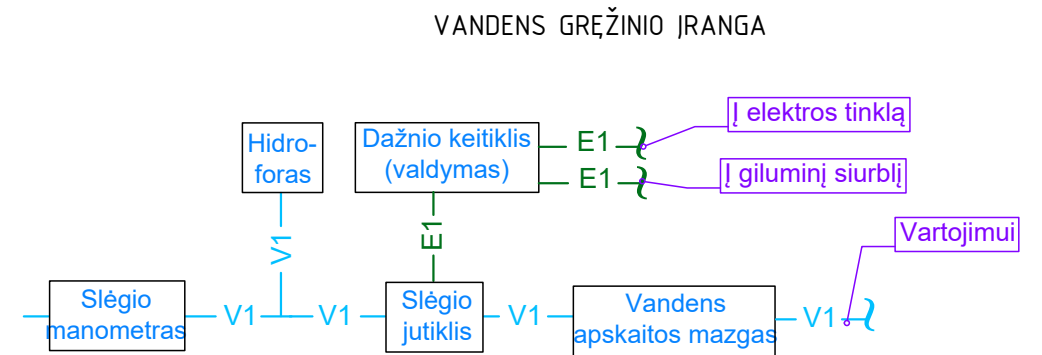 VANDENS GRĘŽINIO ĮRANGA
Hidro-
foras
Dažnio keitiklis
(valdymas)
E1
E1
Į elektros tinklą
Į giluminį siurblį
V1
E1
Vartojimui
Slėgio
manometras
V1
V1
Slėgio
jutiklis
V1
Vandens
apskaitos mazgas
V1